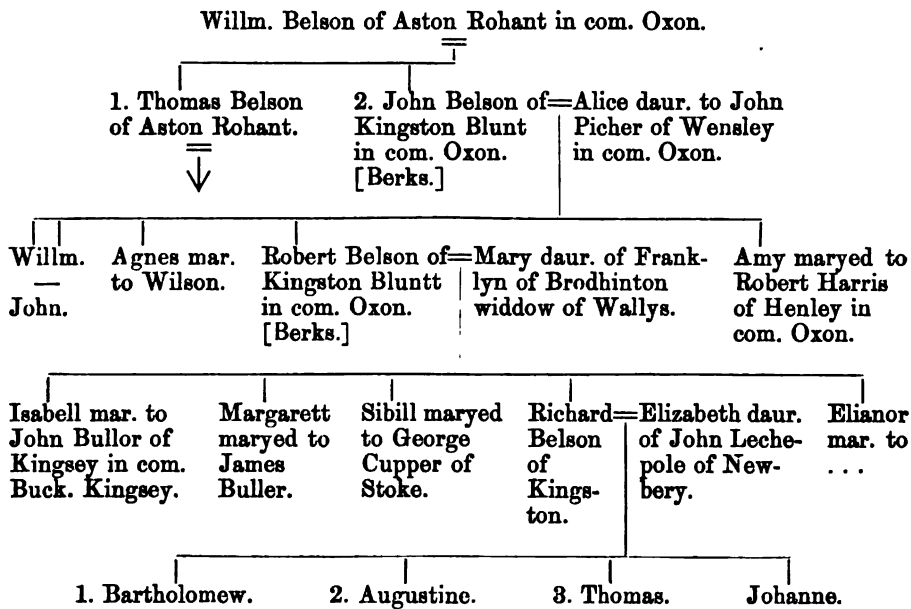 Willm. Belson of Aston Rohant in com. Oxon.
1. Thomas Belson
of Aston Rohant.
2. John Belson of=Alice daur. to John
Kingston Blunt Picher of Wensley
in com. Oxon. in com. Oxon.
[Berks.]
Willm.
—
John.
Agnes mar.
to Wilson.
Robert Belson of=Mary daur. of Frank-
Kingston Bluntt lyn of Brodhinton
in com. Oxon. widdow of Wallys.
[Berks.]
Amy maryed to
Robert Harris
of Henley in
com. Oxon.
Isabell mar. to
John Bullor of
Kingsey in com.
Buck. Kingsey.
Margarett
maryed to
James
Buller.
Sibill maryed
to George
Cupper of
Stoke.
Richard=Elizabeth daur.
Belson of John Leche-
of pole of New-
Kings- bery.
ton.
Elianor
mar. to
. . .
1. Bartholomew.
2. Augustine.
3. Thomas.
Johanne.